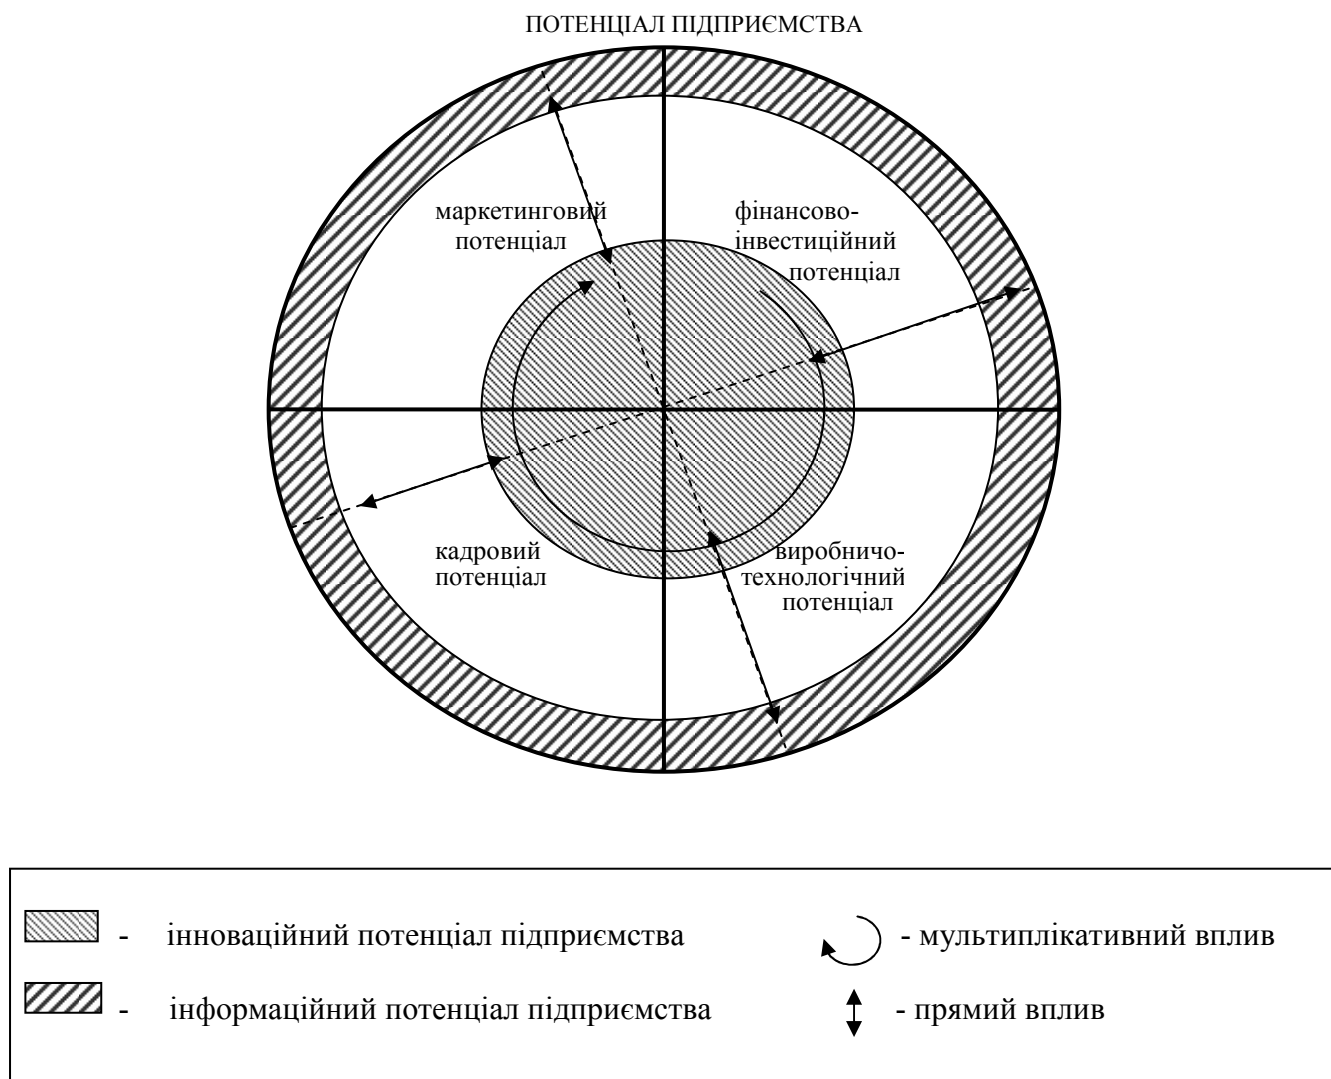 ПОТЕНЦІАЛ ПІДПРИЄМСТВА
маркетинговий
потенціал
фінансово-
інвестиційний
потенціал
кадровий
потенціал
виробничо-
технологічний
потенціал
- інноваційний потенціал підприємства
- мультиплікативний вплив
- інформаційний потенціал підприємства
- прямий вплив